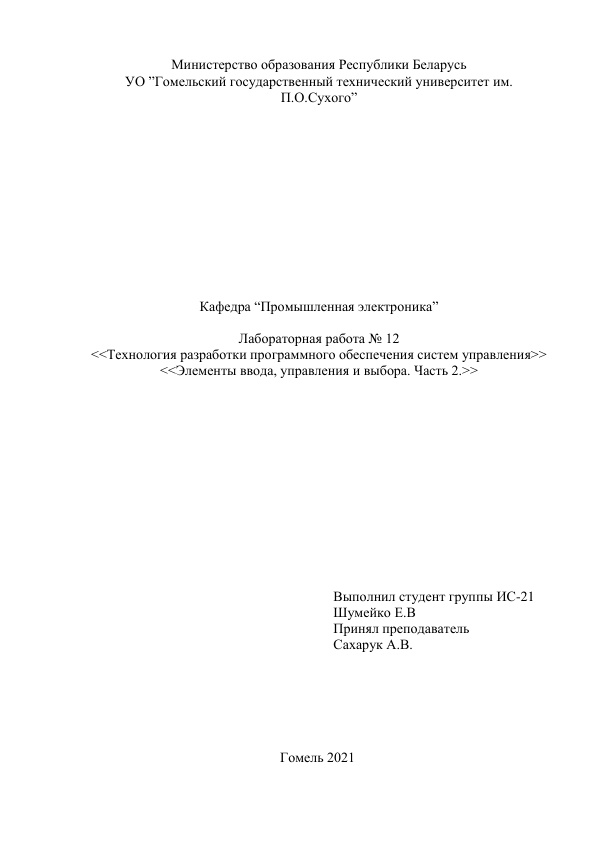 Министерство образования Республики Беларусь
УО ”Гомельский государственный технический университет им.
П.О.Сухого”
Кафедра “Промышленная электроника”
Лабораторная работа № 12
<<Технология разработки программного обеспечения систем управления>>
<<Элементы ввода, управления и выбора. Часть 2.>>
Выполнил студент группы ИС-21
Шумейко Е.В
Принял преподаватель
Сахарук А.В.
Гомель 2021